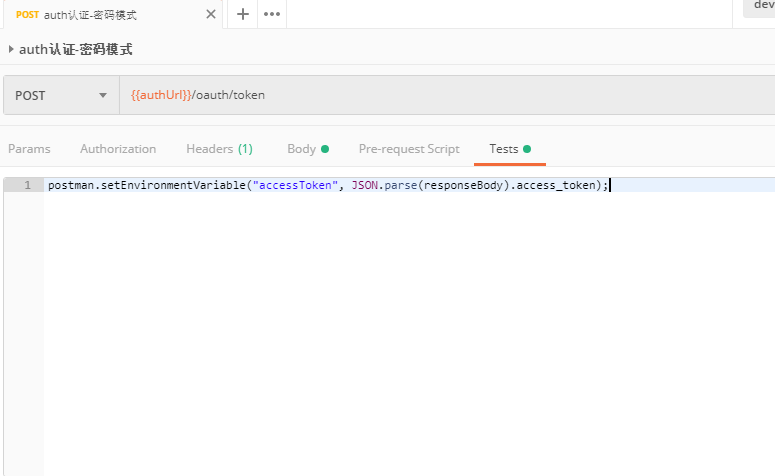 POST auth认证-密码模式
dev
auth认证-密码模式
POST {{authUrl}}/oauth/token
Params Authorization Headers (1) Body Pre-request Script Tests
1 postman.setEnvironmentVariable("accessToken", JSON.parse(responseBody).access_token);